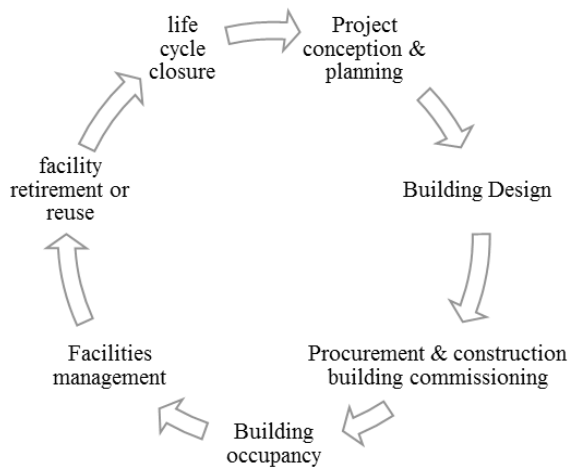 life
cycle
closure
Project
conception &
planning
Building Design
Procurement & construction
building commissioning
Building
occupancy
Facilities
management
facility
retirement or
reuse